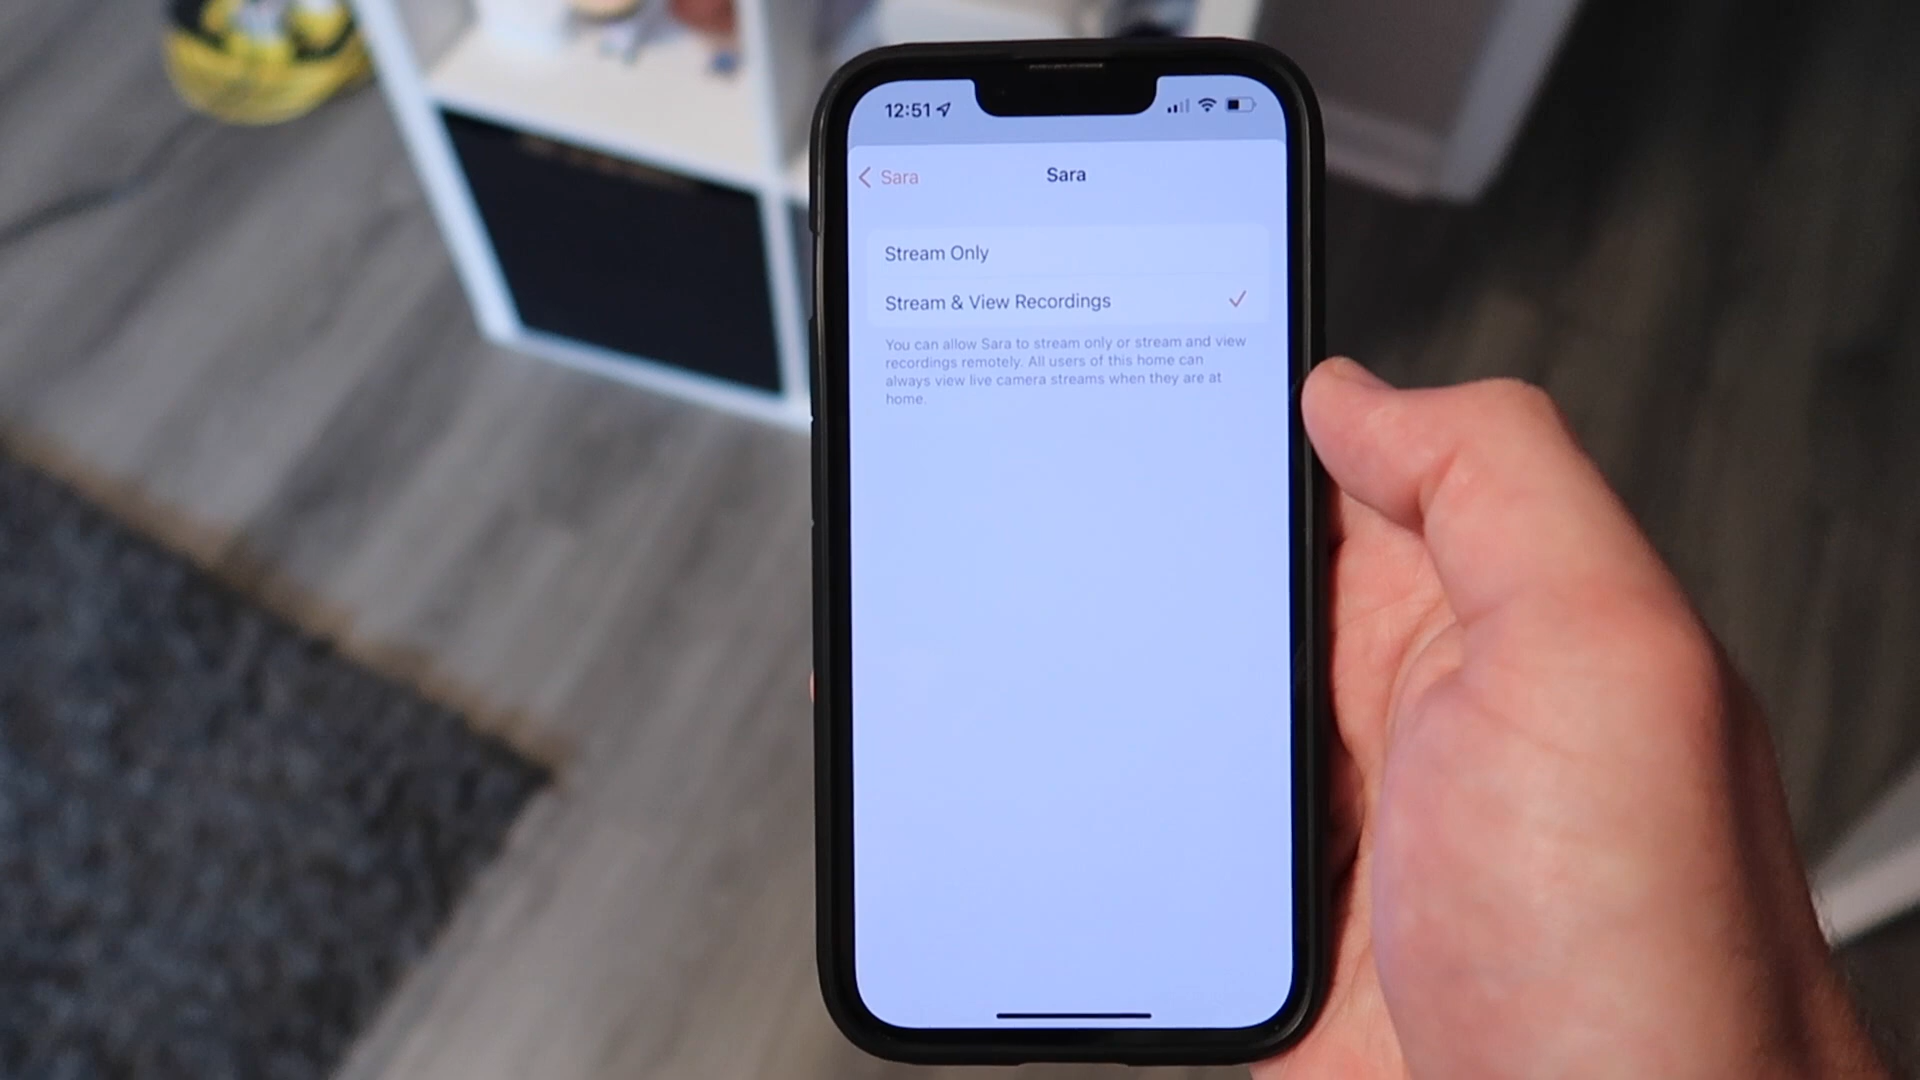 12:51
Sara
Sara
Stream Only
Stream & View Recordings
You can allow Sara to stream only or stream and view
recordings remotely. All users of this home can
always view live camera streams when they are at
home.